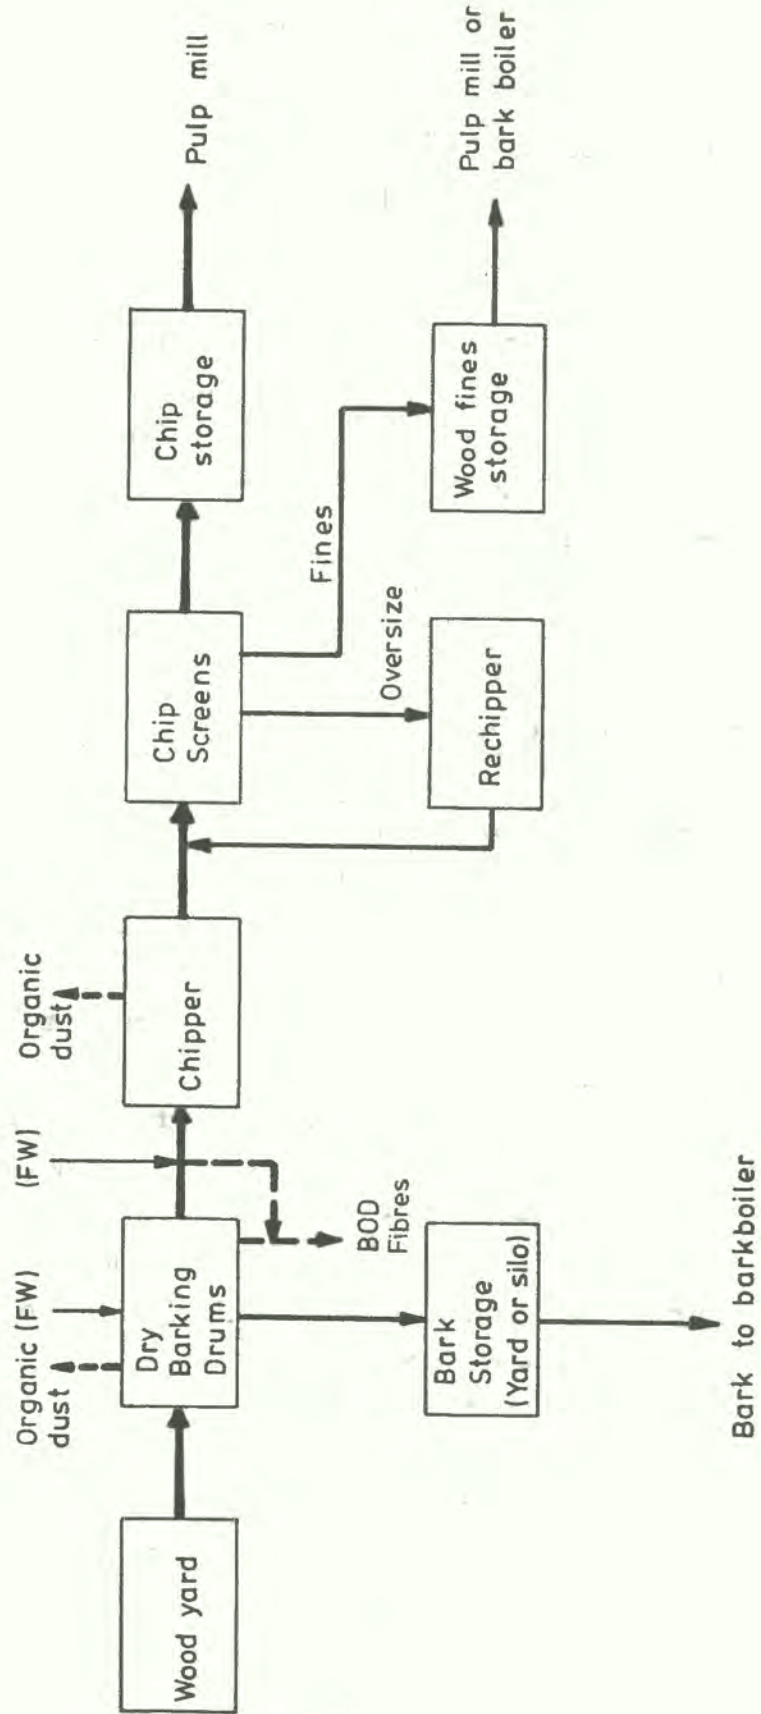 Organic
dust
(FW)
(FW)
Organic
dust
Wood yard
Dry
Barking
Drums
Chipper
Chip
Screens
Chip
storage
Pulp mill
BOD
Fibres
Oversize
Fines
Bark
Storage
(Yard or silo)
Rechipper
Wood fines
storage
Pulp mill or
bark boiler
Bark to barkboiler